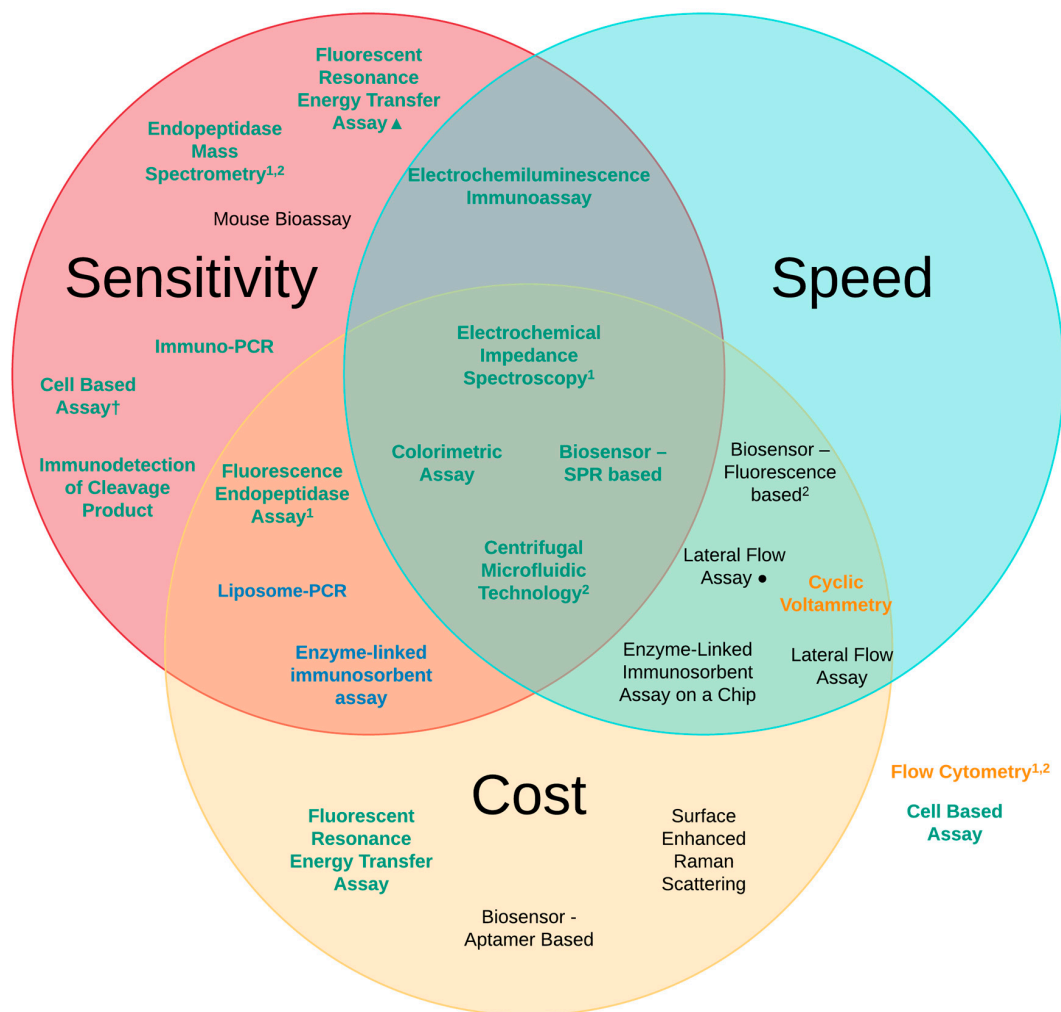 Fluorescent
Resonance
Energy Transfer
Assay▲
Endopeptidase
Mass
Spectrometry¹,²
Mouse Bioassay
Sensitivity
Immuno-PCR
Cell Based
Assay†
Immunodetection
of Cleavage
Product
Electrochemiluminescence
Immunoassay
Speed
Electrochemical
Impedance
Spectroscopy¹
Colorimetric
Assay
Biosensor –
SPR based
Centrifugal
Microfluidic
Technology²
Fluorescence
Endopeptidase
Assay¹
Liposome-PCR
Enzyme-linked
immunosorbent
assay
Biosensor –
Fluorescence
based²
Lateral Flow
Assay ●
Cyclic
Voltammetry
Enzyme-Linked
Immunosorbent
Assay on a Chip
Lateral Flow
Assay
Cost
Fluorescent
Resonance
Energy Transfer
Assay
Biosensor -
Aptamer Based
Surface
Enhanced
Raman
Scattering
Flow Cytometry¹,²
Cell Based
Assay